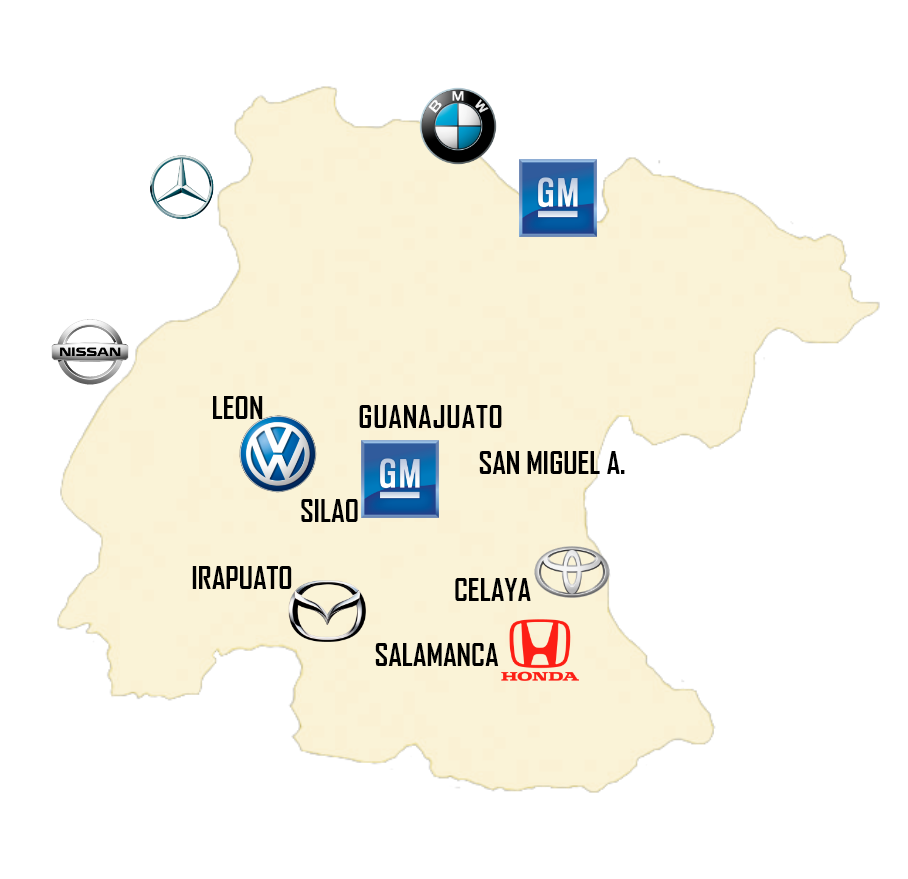 BMW
GM
NISSAN
LEON
GUANAJUATO
GM
SAN MIGUEL A.
SILAO
IRAPUATO
CELAYA
SALAMANCA
HONDA